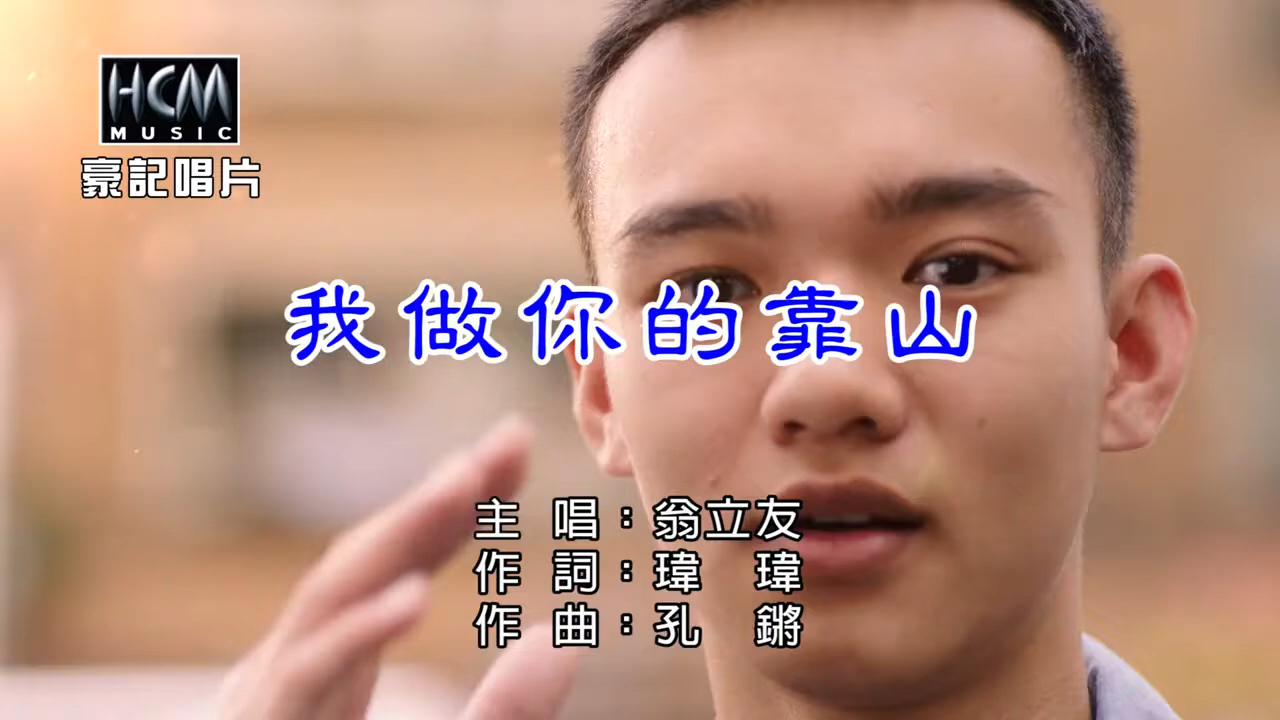 HCM
MUSIC
豪記唱片
我做你的靠山
主 唱：翁立友
作 詞：瑋 瑋
作 曲：孔 鏘